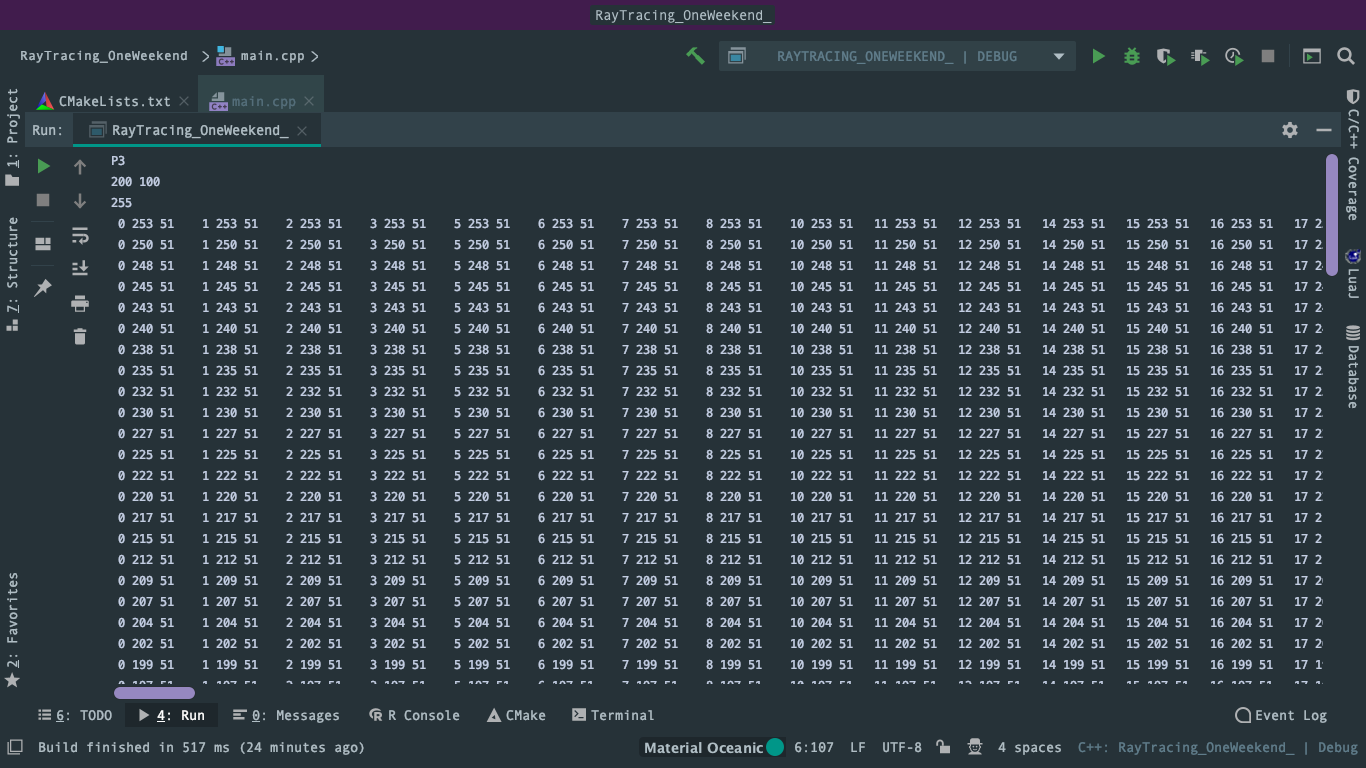 RayTracing_OneWeekend_
RayTracing_OneWeekend_ main.cpp RAYTRACING_ONEWEEKEND_ | DEBUG
CMakeLists.txt main.cpp
Run: RayTracing_OneWeekend_
1: Project
Z: Structure
2: Favorites
C/C++ Coverage
LuaJ
Database
P3
200 100
255
0 253 51 1 253 51 2 253 51 3 253 51 5 253 51 6 253 51 7 253 51 8 253 51 10 253 51 11 253 51 12 253 51 14 253 51 15 253 51 16 253 51 17 2
0 250 51 1 250 51 2 250 51 3 250 51 5 250 51 6 250 51 7 250 51 8 250 51 10 250 51 11 250 51 12 250 51 14 250 51 15 250 51 16 250 51 17 2
0 248 51 1 248 51 2 248 51 3 248 51 5 248 51 6 248 51 7 248 51 8 248 51 10 248 51 11 248 51 12 248 51 14 248 51 15 248 51 16 248 51 17 2
0 245 51 1 245 51 2 245 51 3 245 51 5 245 51 6 245 51 7 245 51 8 245 51 10 245 51 11 245 51 12 245 51 14 245 51 15 245 51 16 245 51 17 2
0 243 51 1 243 51 2 243 51 3 243 51 5 243 51 6 243 51 7 243 51 8 243 51 10 243 51 11 243 51 12 243 51 14 243 51 15 243 51 16 243 51 17 2
0 240 51 1 240 51 2 240 51 3 240 51 5 240 51 6 240 51 7 240 51 8 240 51 10 240 51 11 240 51 12 240 51 14 240 51 15 240 51 16 240 51 17 2
0 238 51 1 238 51 2 238 51 3 238 51 5 238 51 6 238 51 7 238 51 8 238 51 10 238 51 11 238 51 12 238 51 14 238 51 15 238 51 16 238 51 17 2
0 235 51 1 235 51 2 235 51 3 235 51 5 235 51 6 235 51 7 235 51 8 235 51 10 235 51 11 235 51 12 235 51 14 235 51 15 235 51 16 235 51 17 2
0 232 51 1 232 51 2 232 51 3 232 51 5 232 51 6 232 51 7 232 51 8 232 51 10 232 51 11 232 51 12 232 51 14 232 51 15 232 51 16 232 51 17 2
0 230 51 1 230 51 2 230 51 3 230 51 5 230 51 6 230 51 7 230 51 8 230 51 10 230 51 11 230 51 12 230 51 14 230 51 15 230 51 16 230 51 17 2
0 227 51 1 227 51 2 227 51 3 227 51 5 227 51 6 227 51 7 227 51 8 227 51 10 227 51 11 227 51 12 227 51 14 227 51 15 227 51 16 227 51 17 2
0 225 51 1 225 51 2 225 51 3 225 51 5 225 51 6 225 51 7 225 51 8 225 51 10 225 51 11 225 51 12 225 51 14 225 51 15 225 51 16 225 51 17 2
0 222 51 1 222 51 2 222 51 3 222 51 5 222 51 6 222 51 7 222 51 8 222 51 10 222 51 11 222 51 12 222 51 14 222 51 15 222 51 16 222 51 17 2
0 220 51 1 220 51 2 220 51 3 220 51 5 220 51 6 220 51 7 220 51 8 220 51 10 220 51 11 220 51 12 220 51 14 220 51 15 220 51 16 220 51 17 2
0 217 51 1 217 51 2 217 51 3 217 51 5 217 51 6 217 51 7 217 51 8 217 51 10 217 51 11 217 51 12 217 51 14 217 51 15 217 51 16 217 51 17 2
0 215 51 1 215 51 2 215 51 3 215 51 5 215 51 6 215 51 7 215 51 8 215 51 10 215 51 11 215 51 12 215 51 14 215 51 15 215 51 16 215 51 17 2
0 212 51 1 212 51 2 212 51 3 212 51 5 212 51 6 212 51 7 212 51 8 212 51 10 212 51 11 212 51 12 212 51 14 212 51 15 212 51 16 212 51 17 2
0 209 51 1 209 51 2 209 51 3 209 51 5 209 51 6 209 51 7 209 51 8 209 51 10 209 51 11 209 51 12 209 51 14 209 51 15 209 51 16 209 51 17 2
0 207 51 1 207 51 2 207 51 3 207 51 5 207 51 6 207 51 7 207 51 8 207 51 10 207 51 11 207 51 12 207 51 14 207 51 15 207 51 16 207 51 17 2
0 204 51 1 204 51 2 204 51 3 204 51 5 204 51 6 204 51 7 204 51 8 204 51 10 204 51 11 204 51 12 204 51 14 204 51 15 204 51 16 204 51 17 2
0 202 51 1 202 51 2 202 51 3 202 51 5 202 51 6 202 51 7 202 51 8 202 51 10 202 51 11 202 51 12 202 51 14 202 51 15 202 51 16 202 51 17 2
0 199 51 1 199 51 2 199 51 3 199 51 5 199 51 6 199 51 7 199 51 8 199 51 10 199 51 11 199 51 12 199 51 14 199 51 15 199 51 16 199 51 17 1
6: TODO 4: Run 0: Messages R Console CMake Terminal Event Log
Build finished in 517 ms (24 minutes ago) Material Oceanic 6:107 LF UTF-8 4 spaces C++: RayTracing_OneWeekend_ | Debug